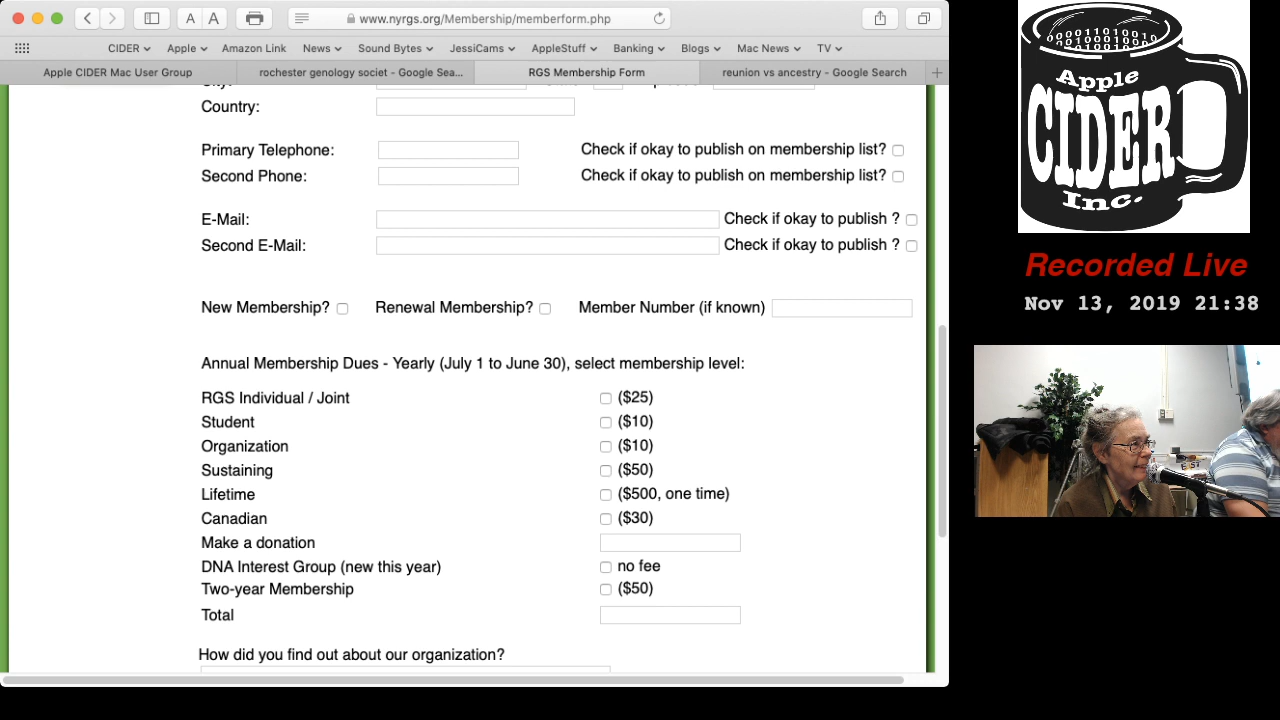 www.nyrgs.org/Membership/memberform.php
CIDER Apple Amazon Link News Sound Bytes JessiCams AppleStuff Banking Blogs Mac News TV
Apple CIDER Mac User Group rochester genology societ - Google Sea... RGS Membership Form reunion vs ancestry - Google Search
Country:
Primary Telephone: Check if okay to publish on membership list?
Second Phone: Check if okay to publish on membership list?
E-Mail: Check if okay to publish ?
Second E-Mail: Check if okay to publish ?
New Membership? Renewal Membership? Member Number (if known)
Annual Membership Dues - Yearly (July 1 to June 30), select membership level:
RGS Individual / Joint ($25)
Student ($10)
Organization ($10)
Sustaining ($50)
Lifetime ($500, one time)
Canadian ($30)
Make a donation
DNA Interest Group (new this year) no fee
Two-year Membership ($50)
Total
How did you find out about our organization?
Apple
CIDER
Inc.
Recorded Live
Nov 13, 2019 21:38